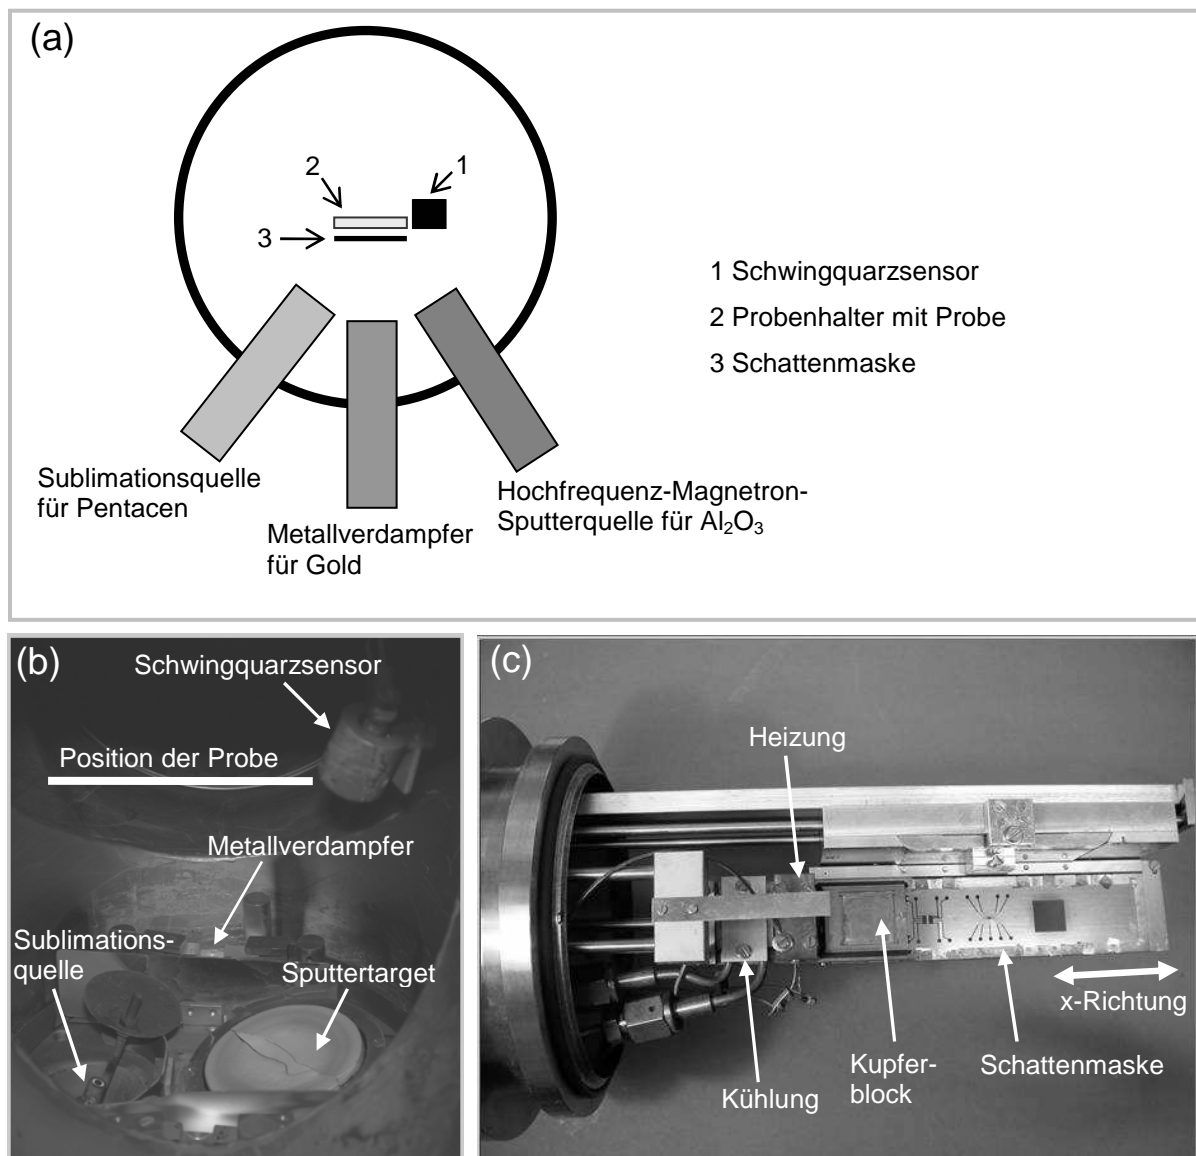 (a)
2
1
3
1 Schwingquarzsensor
2 Probenhalter mit Probe
3 Schattenmaske
Sublimationsquelle
für Pentacen
Metallverdampfer
für Gold
Hochfrequenz-Magnetron-
Sputterquelle für Al₂O₃
(b)
Schwingquarzsensor
Position der Probe
Metallverdampfer
Sublimations-
quelle
Sputtertarget
(c)
Heizung
x-Richtung
Kühlung
Kupfer-
block
Schattenmaske